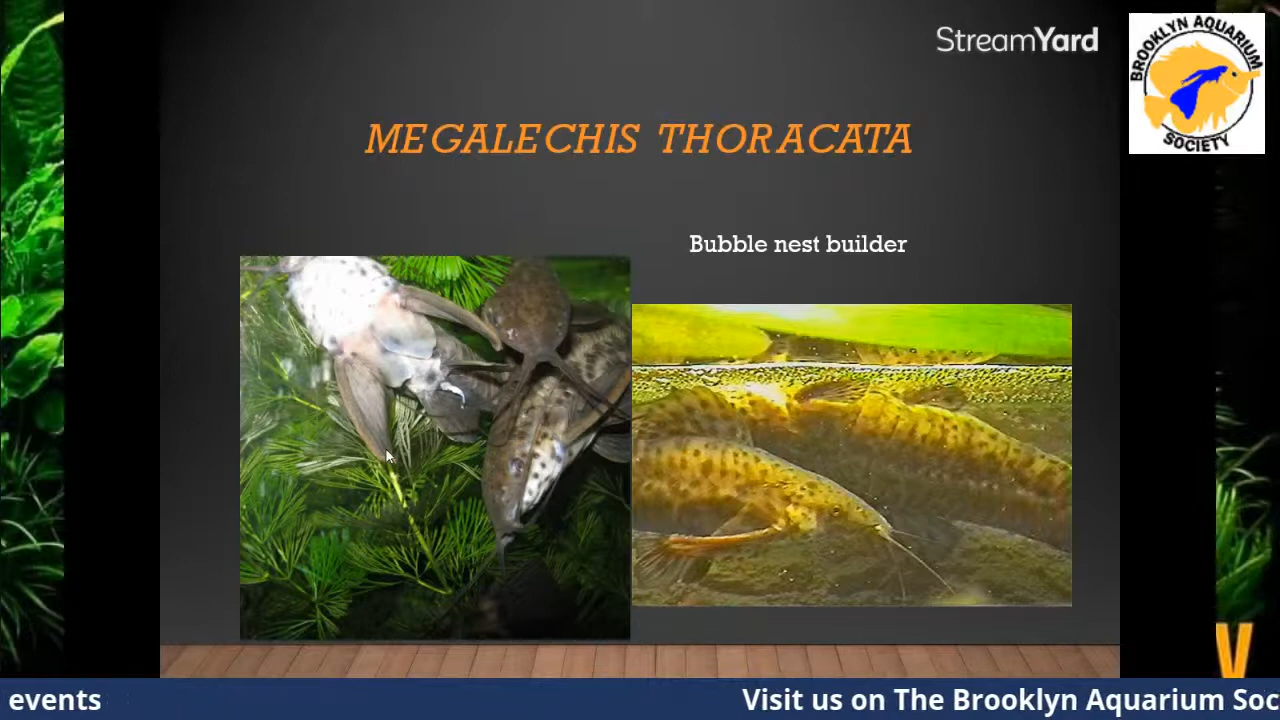 StreamYard
BROOKLYN AQUARIUM
SOCIETY
MEGALECHIS THORACATA
Bubble nest builder
V
events
Visit us on The Brooklyn Aquarium Soc